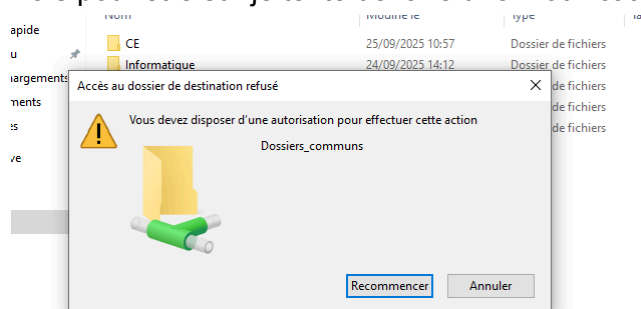 Nom Modifié le Type
apide
CE 25/09/2025 10:57 Dossier de fichiers
u
Informatique 24/09/2025 14:12 Dossier de fichiers
argements
Accès au dossier de destination refusé
de fichiers
ments
Vous devez disposer d'une autorisation pour effectuer cette action
de fichiers
es
de fichiers
Dossiers_communs
ve
Recommencer Annuler